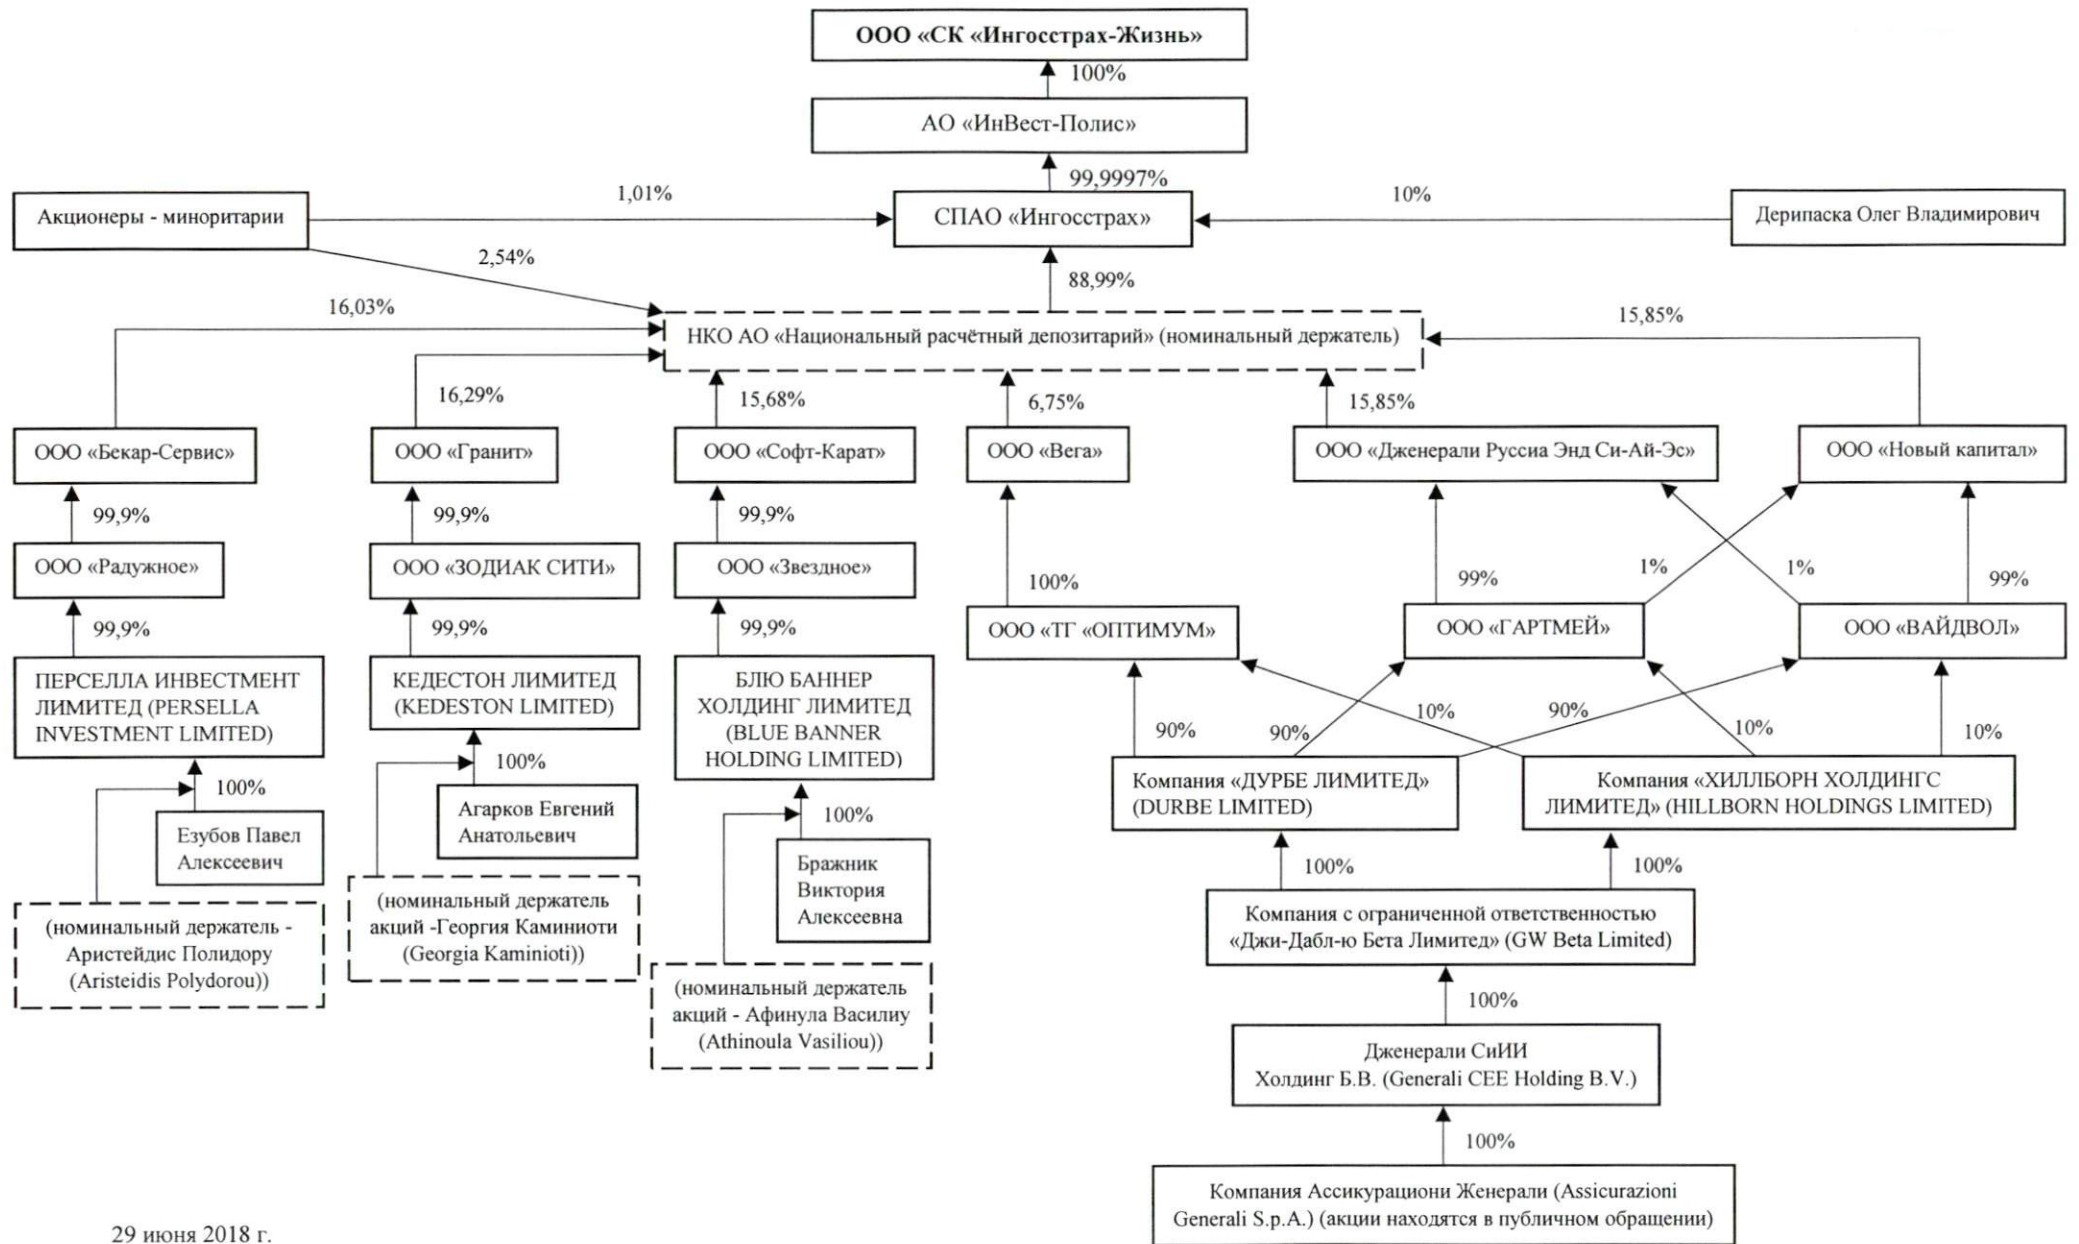 ООО «СК «Ингосстрах-Жизнь»
100%
АО «ИнВест-Полис»
99,9997%
Акционеры - миноритарии
1,01%
СПАО «Ингосстрах»
10%
Дерипаска Олег Владимирович
2,54%
88,99%
16,03%
НКО АО «Национальный расчётный депозитарий» (номинальный держатель)
15,85%
16,29%
15,68%
6,75%
15,85%
ООО «Бекар-Сервис»
ООО «Гранит»
ООО «Софт-Карат»
ООО «Вега»
ООО «Дженерали Руссиа Энд Си-Ай-Эс»
ООО «Новый капитал»
99,9%
99,9%
99,9%
ООО «Радужное»
ООО «ЗОДИАК СИТИ»
ООО «Звездное»
100%
99%
1%
1%
99%
99,9%
99,9%
99,9%
ООО «ТГ «ОПТИМУМ»
ООО «ГАРТМЕЙ»
ООО «ВАЙДВОЛ»
ПЕРСЕЛЛА ИНВЕСТМЕНТ
ЛИМИТЕД (PERSELLA
INVESTMENT LIMITED)
КЕДЕСТОН ЛИМИТЕД
(KEDESTON LIMITED)
БЛЮ БАННЕР
ХОЛДИНГ ЛИМИТЕД
(BLUE BANNER
HOLDING LIMITED)
90%
90%
10%
90%
10%
10%
100%
100%
100%
Езубов Павел
Алексеевич
Агарков Евгений
Анатольевич
Бражник
Виктория
Алексеевна
Компания «ДУРБЕ ЛИМИТЕД»
(DURBE LIMITED)
Компания «ХИЛЛБОРН ХОЛДИНГС
ЛИМИТЕД» (HILLBORN HOLDINGS LIMITED)
100%
100%
(номинальный держатель -
Аристейдис Полидору
(Aristeidis Polydorou))
(номинальный держатель
акций -Георгия Каминиоти
(Georgia Kaminioti))
(номинальный держатель
акций - Афинула Василиу
(Athinoula Vasiliou))
Компания с ограниченной ответственностью
«Джи-Дабл-ю Бета Лимитед» (GW Beta Limited)
100%
Дженерали СиИИ
Холдинг Б.В. (Generali CEE Holding B.V.)
100%
Компания Ассикурациони Женерали (Assicurazioni
Generali S.p.A.) (акции находятся в публичном обращении)
29 июня 2018 г.